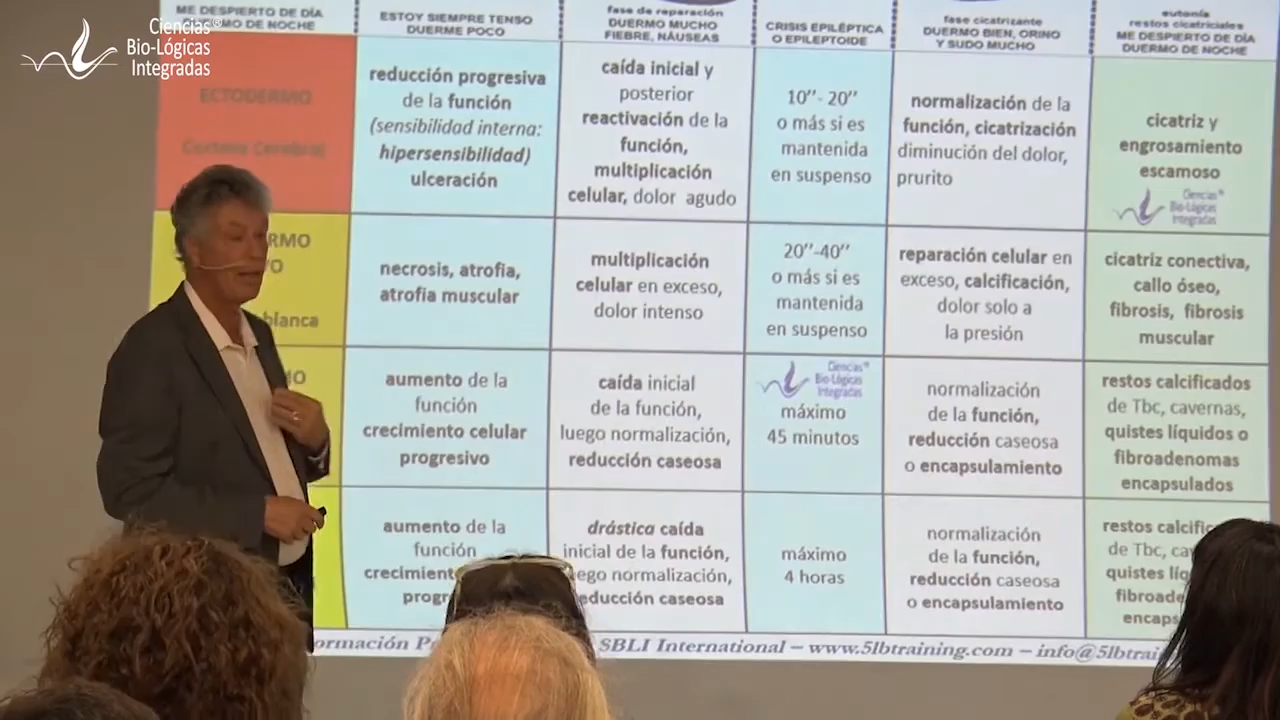 Ciencias®
Bio-Lógicas
Integradas
ME DESPIERTO DE DÍA
DUERMO DE NOCHE
ESTOY SIEMPRE TENSO
DUERME POCO
fase de reparación
DUERMO MUCHO
FIEBRE, NÁUSEAS
CRISIS EPILÉPTICA
O EPILEPTOIDE
fase cicatrizante
DUERMO BIEN, ORINO
Y SUDO MUCHO
eutonía
restos cicatriciales
ME DESPIERTO DE DÍA
DUERMO DE NOCHE
ECTODERMO
Corteza Cerebral
reducción progresiva
de la función
(sensibilidad interna:
hipersensibilidad)
ulceración
caída inicial y
posterior
reactivación de la
función,
multiplicación
celular, dolor agudo
10’’- 20’’
o más si es
mantenida
en suspenso
normalización de la
función, cicatrización
diminución del dolor,
prurito
cicatriz y
engrosamiento
escamoso
Ciencias®
Bio-Lógicas
Integradas
blanca
necrosis, atrofia,
atrofia muscular
multiplicación
celular en exceso,
dolor intenso
20’’-40’’
o más si es
mantenida
en suspenso
reparación celular en
exceso, calcificación,
dolor solo a
la presión
cicatriz conectiva,
callo óseo,
fibrosis, fibrosis
muscular
aumento de la
función
crecimiento celular
progresivo
caída inicial
de la función,
luego normalización,
reducción caseosa
Ciencias®
Bio-Lógicas
Integradas
máximo
45 minutos
normalización
de la función,
reducción caseosa
o encapsulamiento
restos calcificados
de Tbc, cavernas,
quistes líquidos o
fibroadenomas
encapsulados
aumento de la
función
drástica caída
inicial de la función,
normalización,
reducción caseosa
máximo
4 horas
normalización
de la función,
reducción caseosa
o encapsulamiento
restos
de Tbc,
quistes
SBLI International – www.5lbtraining.com –